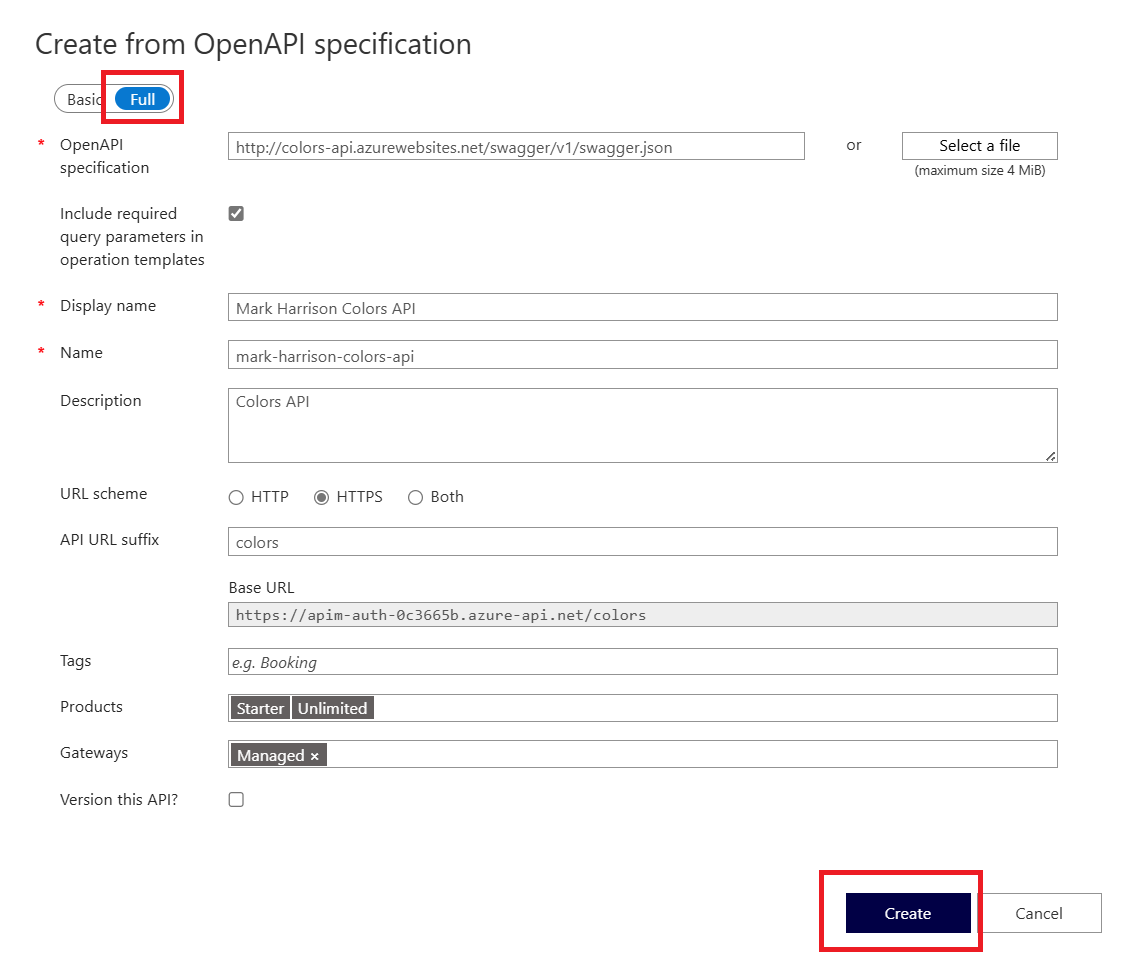 Create from OpenAPI specification
Basic Full
* OpenAPI specification
http://colors-api.azurewebsites.net/swagger/v1/swagger.json
or
Select a file
(maximum size 4 MiB)
Include required
query parameters in
operation templates
* Display name
Mark Harrison Colors API
* Name
mark-harrison-colors-api
Description
Colors API
URL scheme
HTTP HTTPS Both
API URL suffix
colors
Base URL
https://apim-auth-0c3665b.azure-api.net/colors
Tags
e.g. Booking
Products
Starter Unlimited
Gateways
Managed ×
Version this API?
Create
Cancel